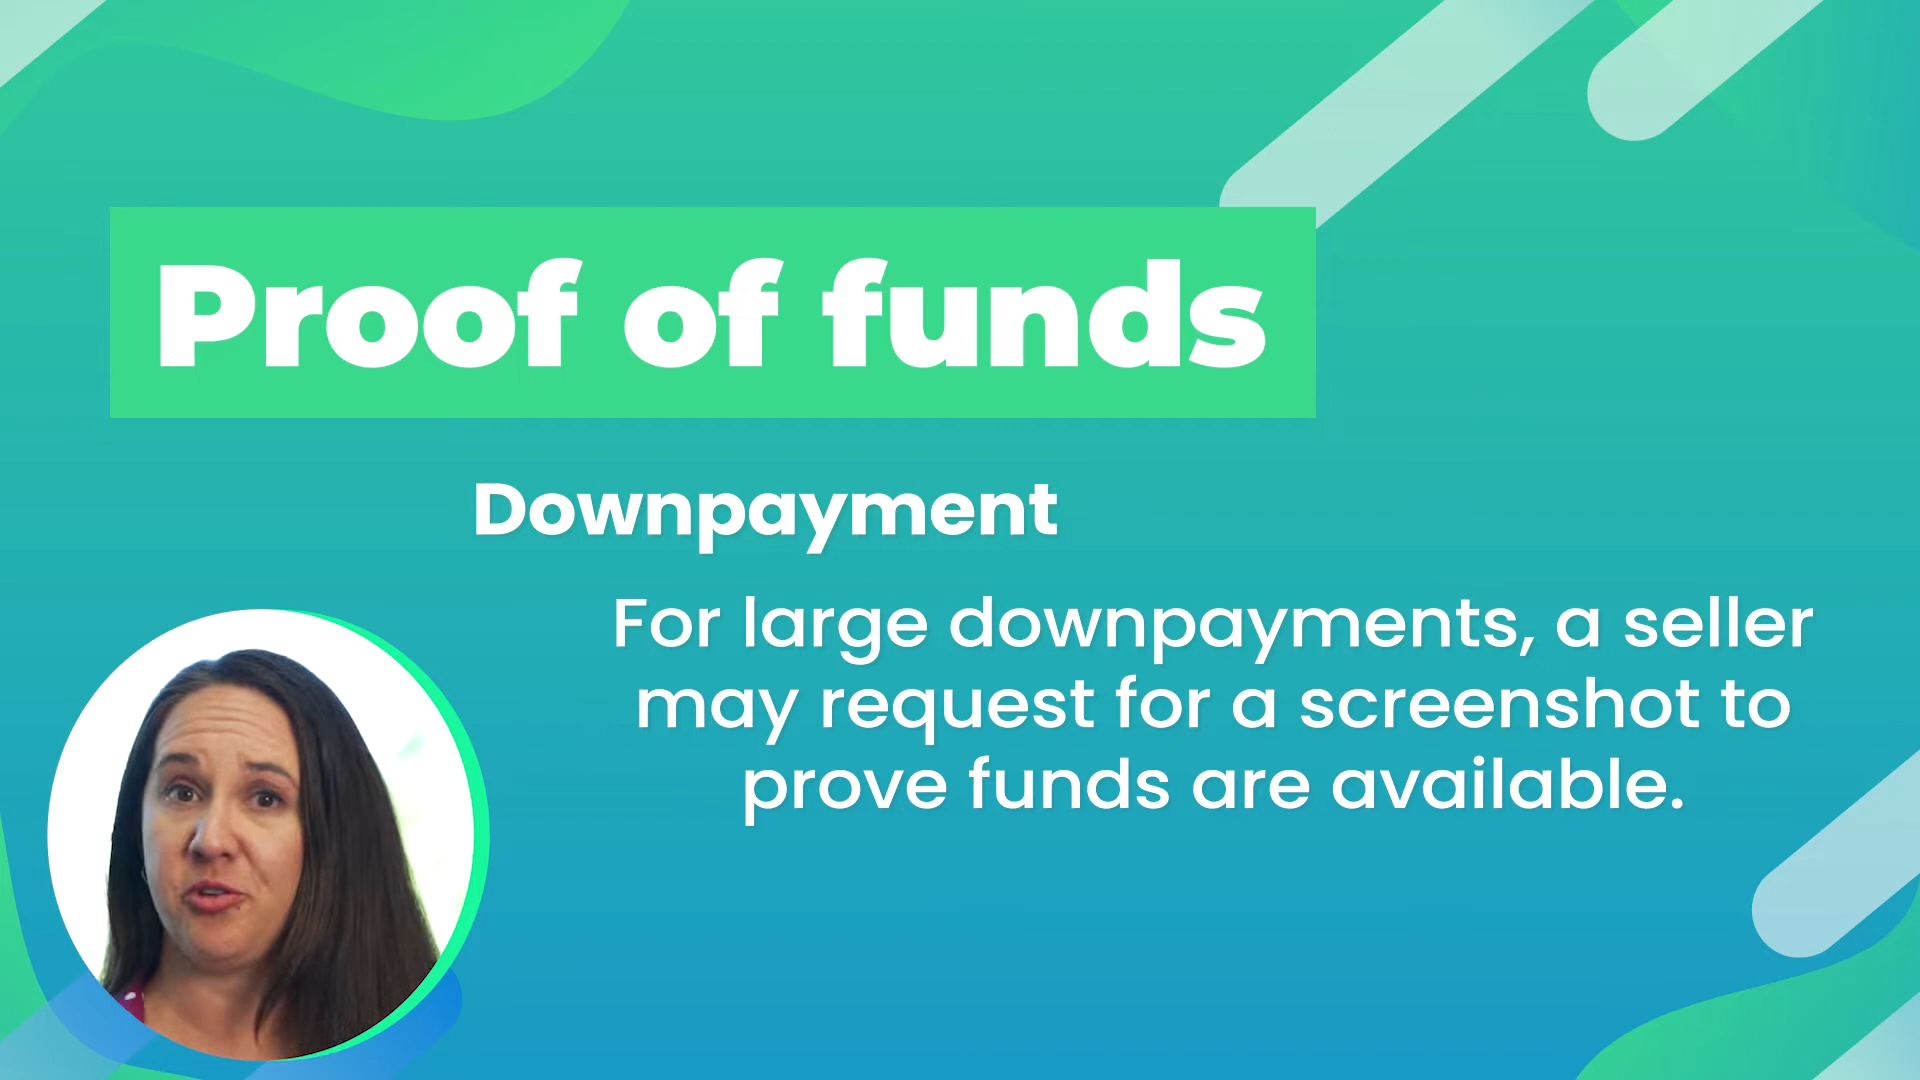 Proof of funds
Downpayment
For large downpayments, a seller
may request for a screenshot to
prove funds are available.